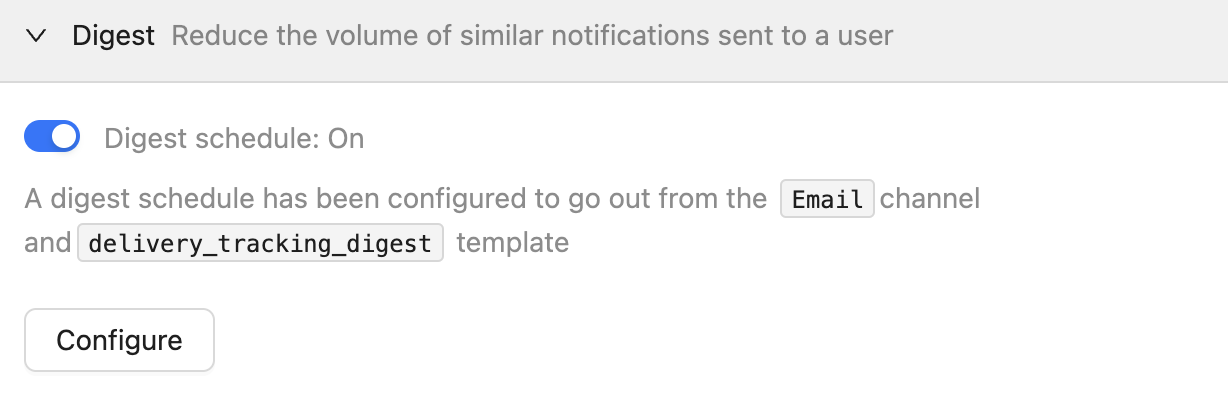 Digest Reduce the volume of similar notifications sent to a user
Digest schedule: On
A digest schedule has been configured to go out from the Email channel
and delivery_tracking_digest template
Configure